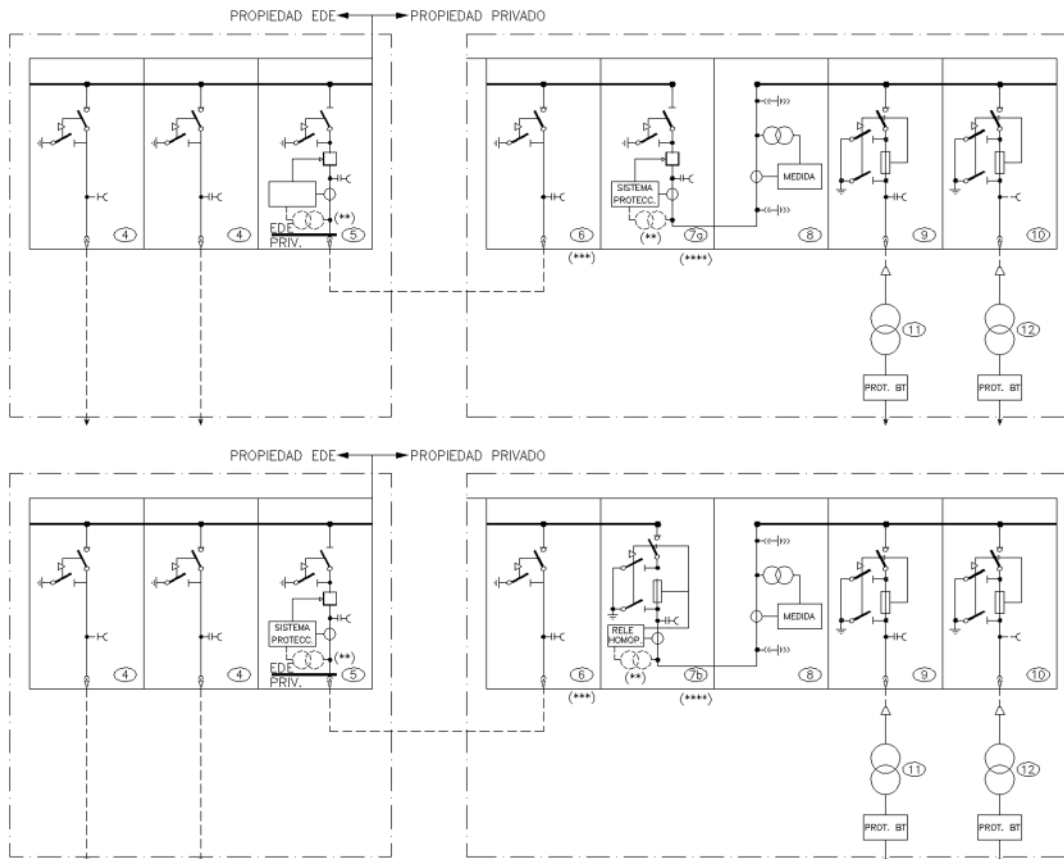 PROPIEDAD EDE PROPIEDAD PRIVADO
SISTEMA
PROTECC.
MEDIDA
(**)
EDE
PRIV.
(**)
4 4 5 6 7a 8 9 10
(***) (****)
11 12
PROT. BT PROT. BT
PROPIEDAD EDE PROPIEDAD PRIVADO
SISTEMA
PROTECC.
RELE
HOMOP.
MEDIDA
(**)
EDE
PRIV.
(**)
4 4 5 6 7b 8 9 10
(***) (****)
11 12
PROT. BT PROT. BT